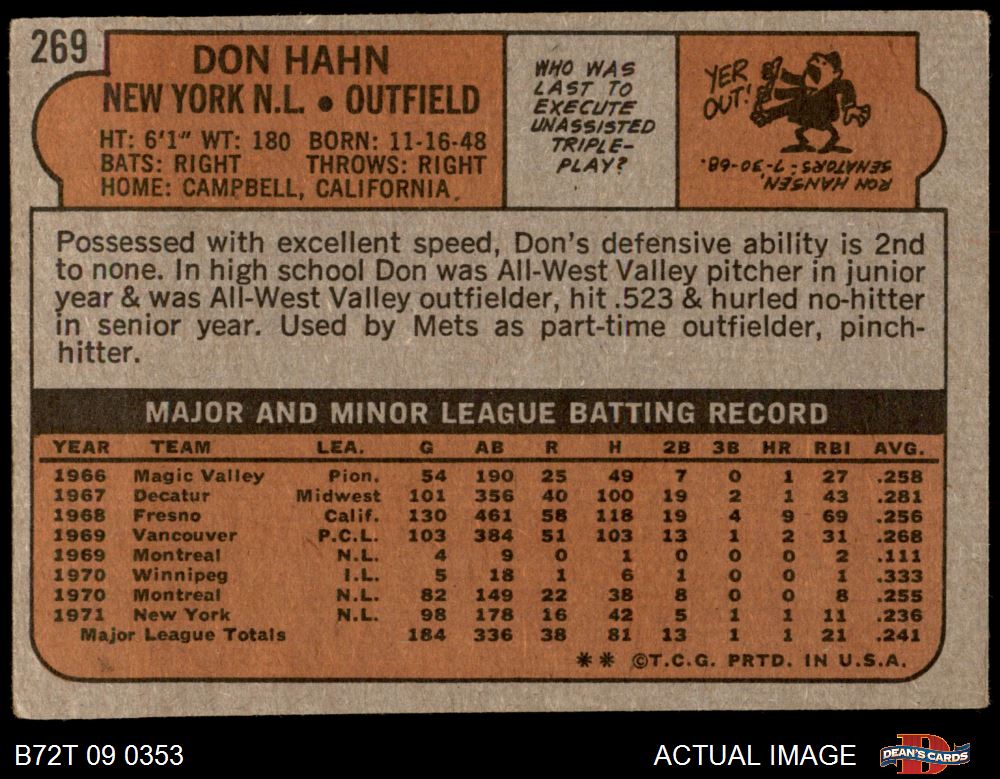 269
DON HAHN
NEW YORK N.L. • OUTFIELD
HT: 6'1" WT: 180 BORN: 11-16-48
BATS: RIGHT THROWS: RIGHT
HOME: CAMPBELL, CALIFORNIA
WHO WAS
LAST TO
EXECUTE
UNASSISTED
TRIPLE-
PLAY?
YER
OUT!
RON HANSEN,
SENATORS-7-30-68.
Possessed with excellent speed, Don's defensive ability is 2nd
to none. In high school Don was All-West Valley pitcher in junior
year & was All-West Valley outfielder, hit .523 & hurled no-hitter
in senior year. Used by Mets as part-time outfielder, pinch-
hitter.
MAJOR AND MINOR LEAGUE BATTING RECORD
YEAR TEAM LEA. G AB R H 2B 3B HR RBI AVG.
1966 Magic Valley Pion. 54 190 25 49 7 0 1 27 .258
1967 Decatur Midwest 101 356 40 100 19 2 1 43 .281
1968 Fresno Calif. 130 461 58 118 19 4 9 69 .256
1969 Vancouver P.C.L. 103 384 51 103 13 1 2 31 .268
1969 Montreal N.L. 4 9 0 1 0 0 0 2 .111
1970 Winnipeg I.L. 5 18 1 6 1 0 0 1 .333
1970 Montreal N.L. 82 149 22 38 8 0 0 8 .255
1971 New York N.L. 98 178 16 42 5 1 1 11 .236
Major League Totals 184 336 38 81 13 1 1 21 .241
** ©T.C.G. PRTD. IN U.S.A.
B72T 09 0353
ACTUAL IMAGE
DEAN'S CARDS